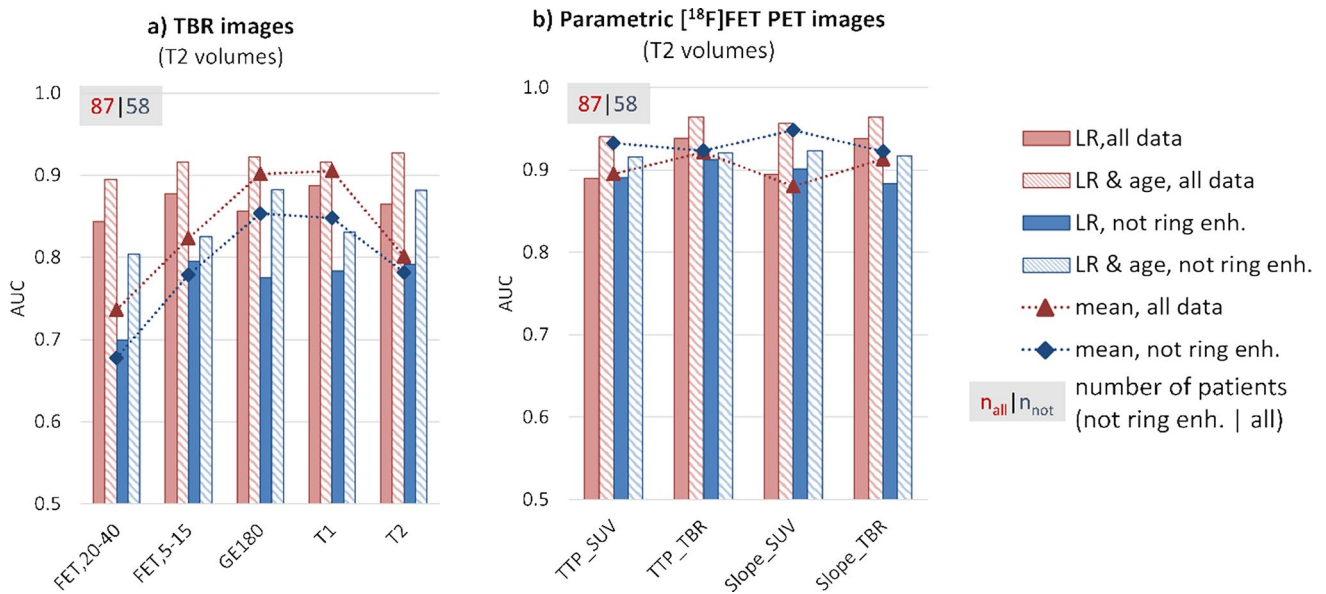 a) TBR images
(T2 volumes)
87|58
AUC
1.0
0.9
0.8
0.7
0.6
0.5
FET,20-40
FET,5-15
GE180
T1
T2
b) Parametric [¹⁸F]FET PET images
(T2 volumes)
87|58
AUC
1.0
0.9
0.8
0.7
0.6
0.5
TTP_SUV
TTP_TBR
Slope_SUV
Slope_TBR
LR,all data
LR & age, all data
LR, not ring enh.
LR & age, not ring enh.
mean, all data
mean, not ring enh.
n_all|n_not
number of patients
(not ring enh. | all)